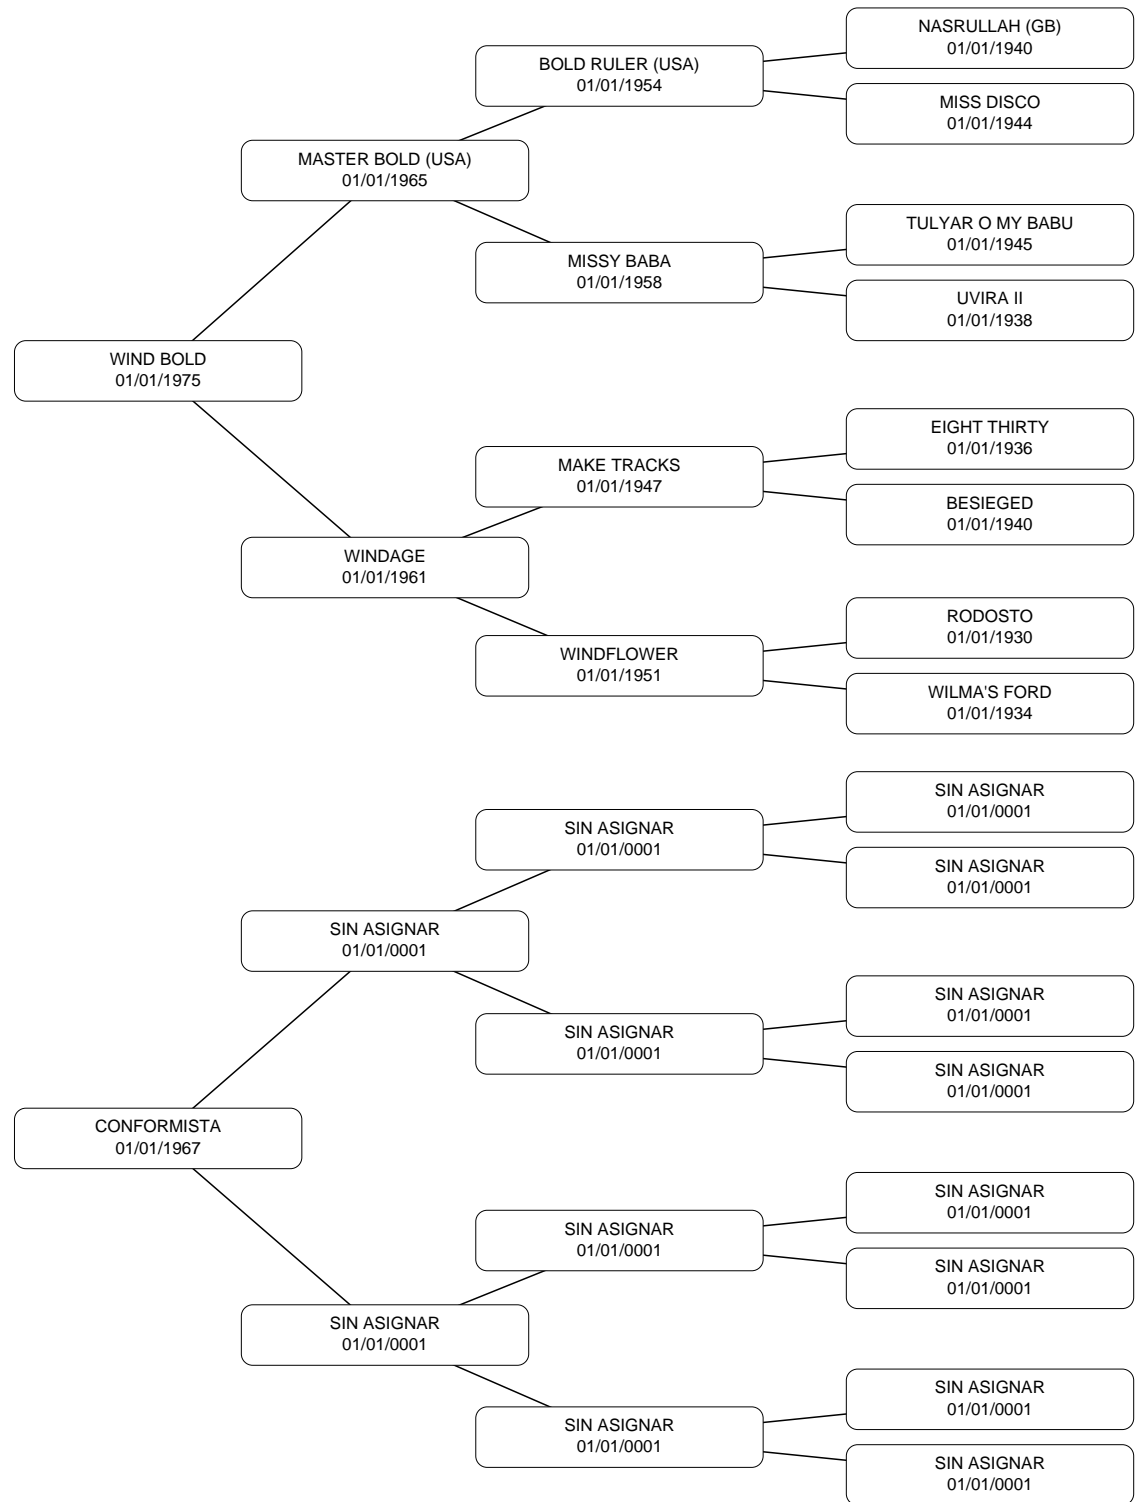 NASRULLAH (GB)
01/01/1940
BOLD RULER (USA)
01/01/1954
MISS DISCO
01/01/1944
MASTER BOLD (USA)
01/01/1965
TULYAR O MY BABU
01/01/1945
MISSY BABA
01/01/1958
UVIRA II
01/01/1938
WIND BOLD
01/01/1975
EIGHT THIRTY
01/01/1936
MAKE TRACKS
01/01/1947
BESIEGED
01/01/1940
WINDAGE
01/01/1961
RODOSTO
01/01/1930
WINDFLOWER
01/01/1951
WILMA'S FORD
01/01/1934
SIN ASIGNAR
01/01/0001
SIN ASIGNAR
01/01/0001
SIN ASIGNAR
01/01/0001
SIN ASIGNAR
01/01/0001
SIN ASIGNAR
01/01/0001
SIN ASIGNAR
01/01/0001
SIN ASIGNAR
01/01/0001
CONFORMISTA
01/01/1967
SIN ASIGNAR
01/01/0001
SIN ASIGNAR
01/01/0001
SIN ASIGNAR
01/01/0001
SIN ASIGNAR
01/01/0001
SIN ASIGNAR
01/01/0001
SIN ASIGNAR
01/01/0001
SIN ASIGNAR
01/01/0001